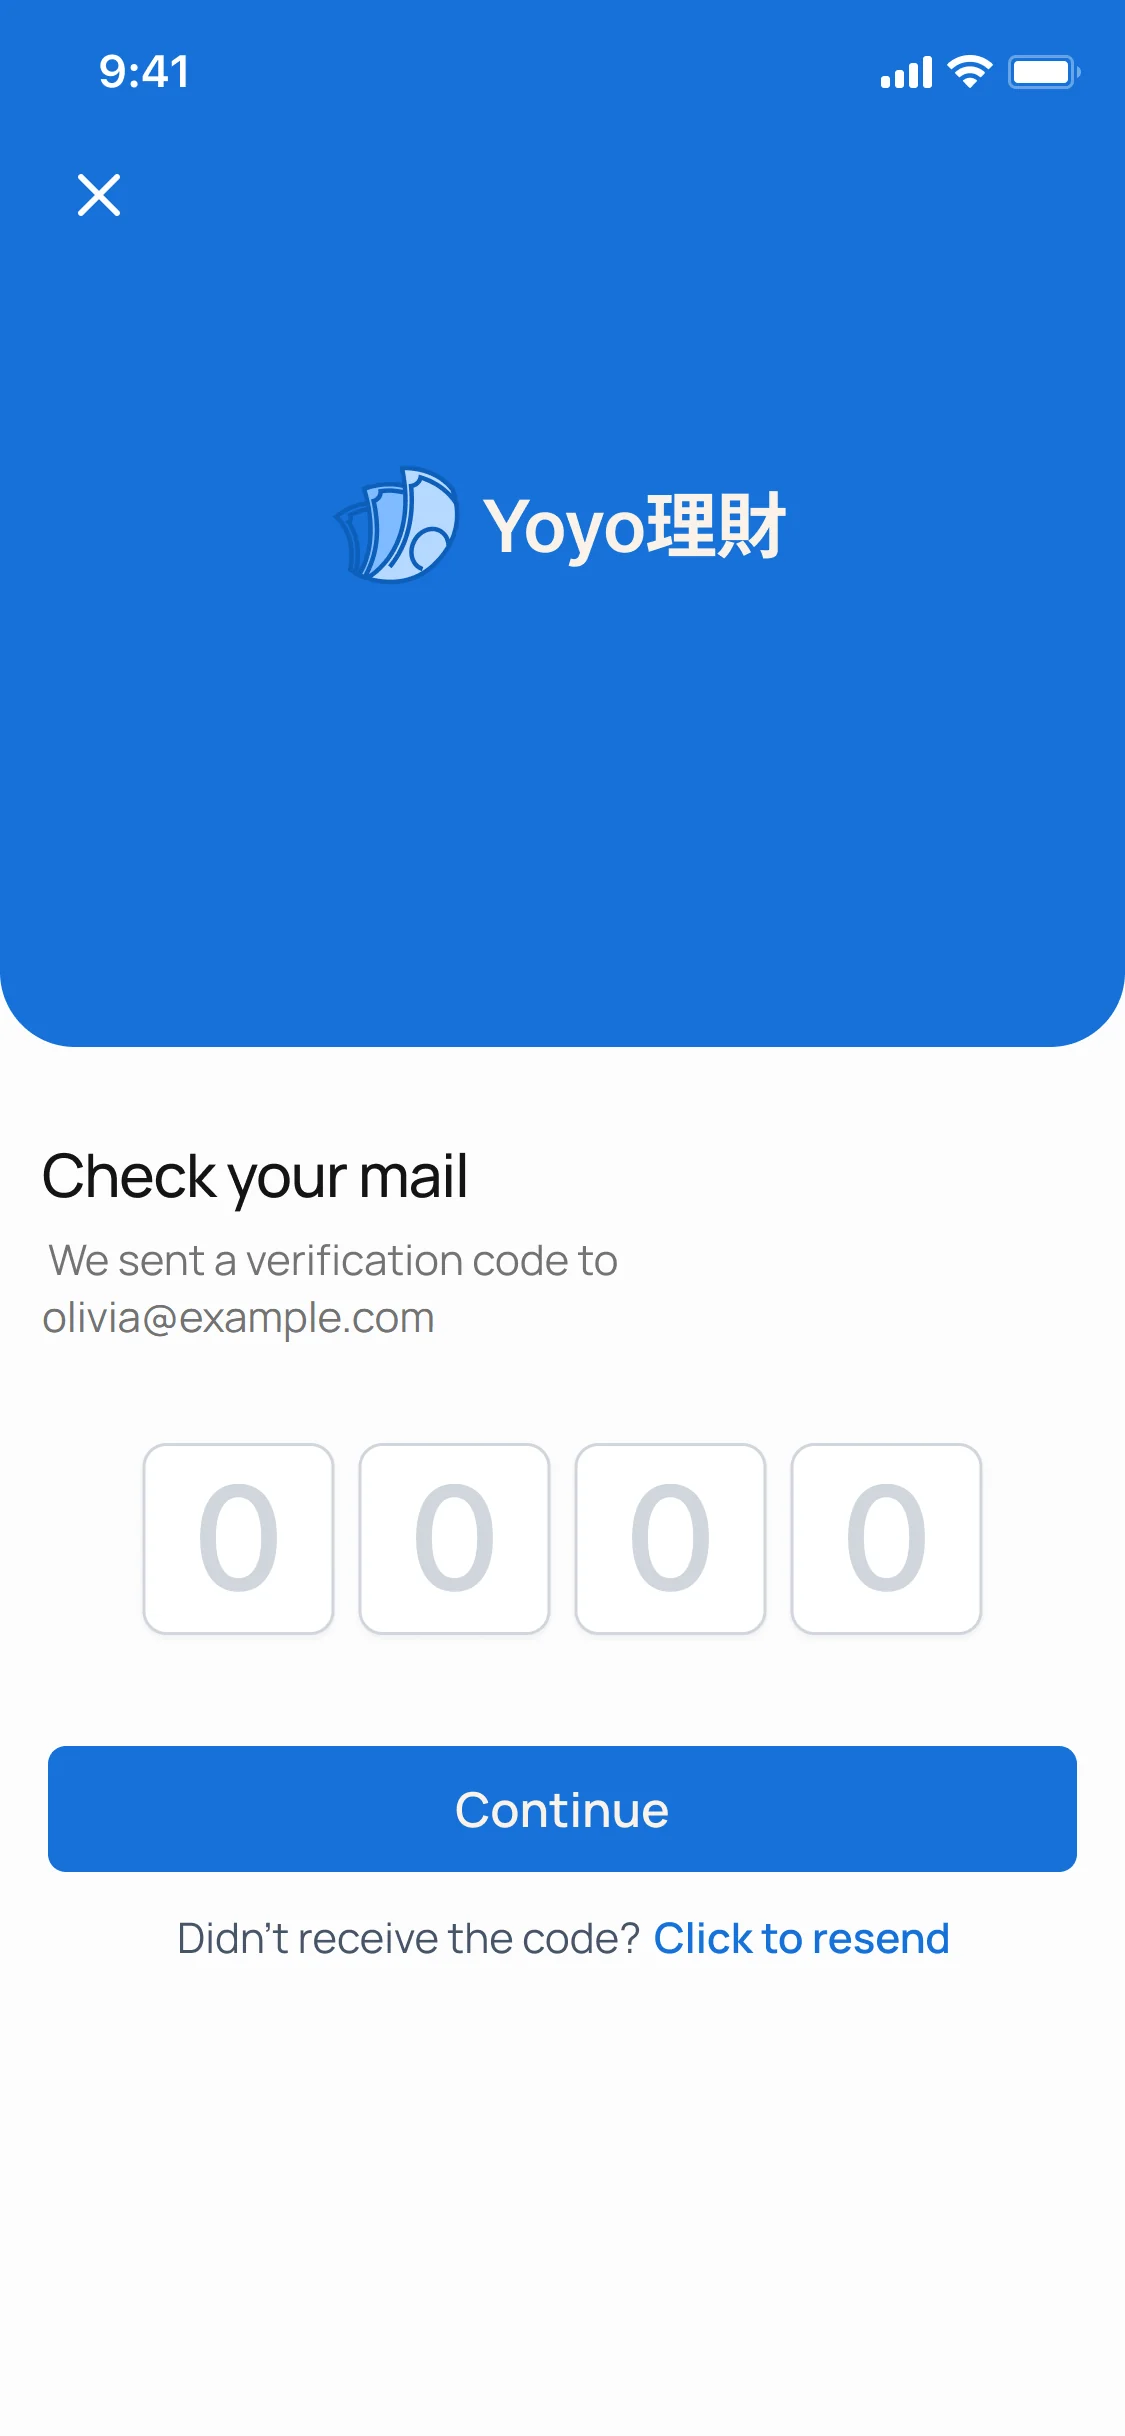 9:41
Yoyo理財
Check your mail
We sent a verification code to
olivia@example.com
0 0 0 0
Continue
Didn't receive the code? Click to resend